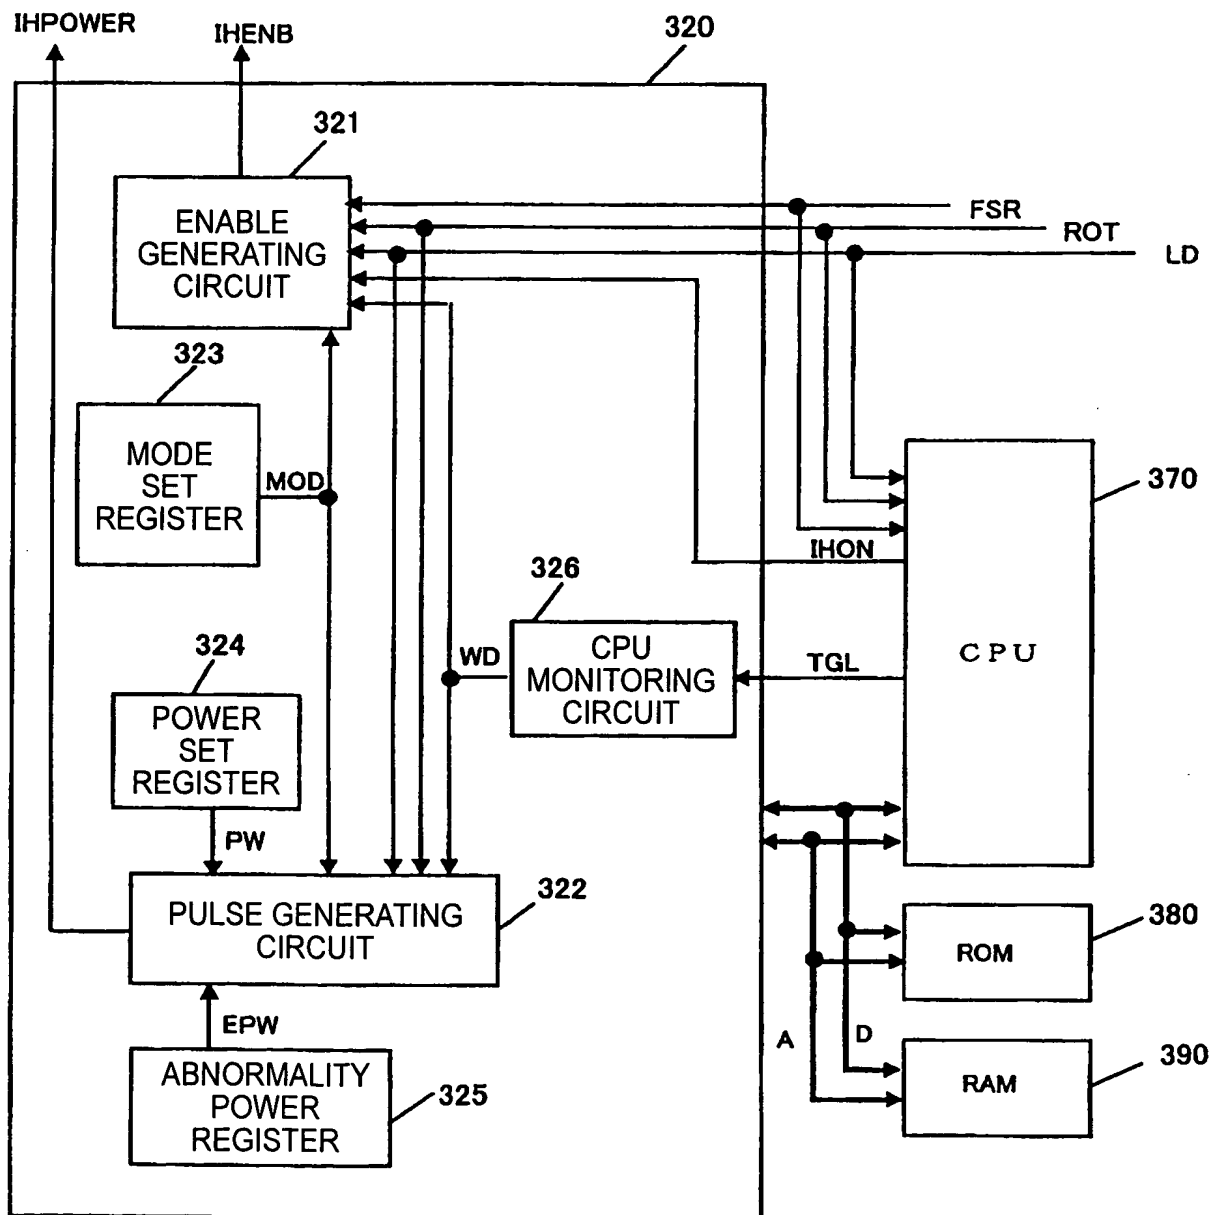 IHPOWER
IHENB
320
321
ENABLE
GENERATING
CIRCUIT
FSR
ROT
LD
323
MODE
SET
REGISTER
MOD
370
IHON
326
CPU
MONITORING
CIRCUIT
WD
TGL
CPU
324
POWER
SET
REGISTER
PW
322
PULSE GENERATING
CIRCUIT
380
ROM
EPW
A
D
390
RAM
ABNORMALITY
POWER
REGISTER
325